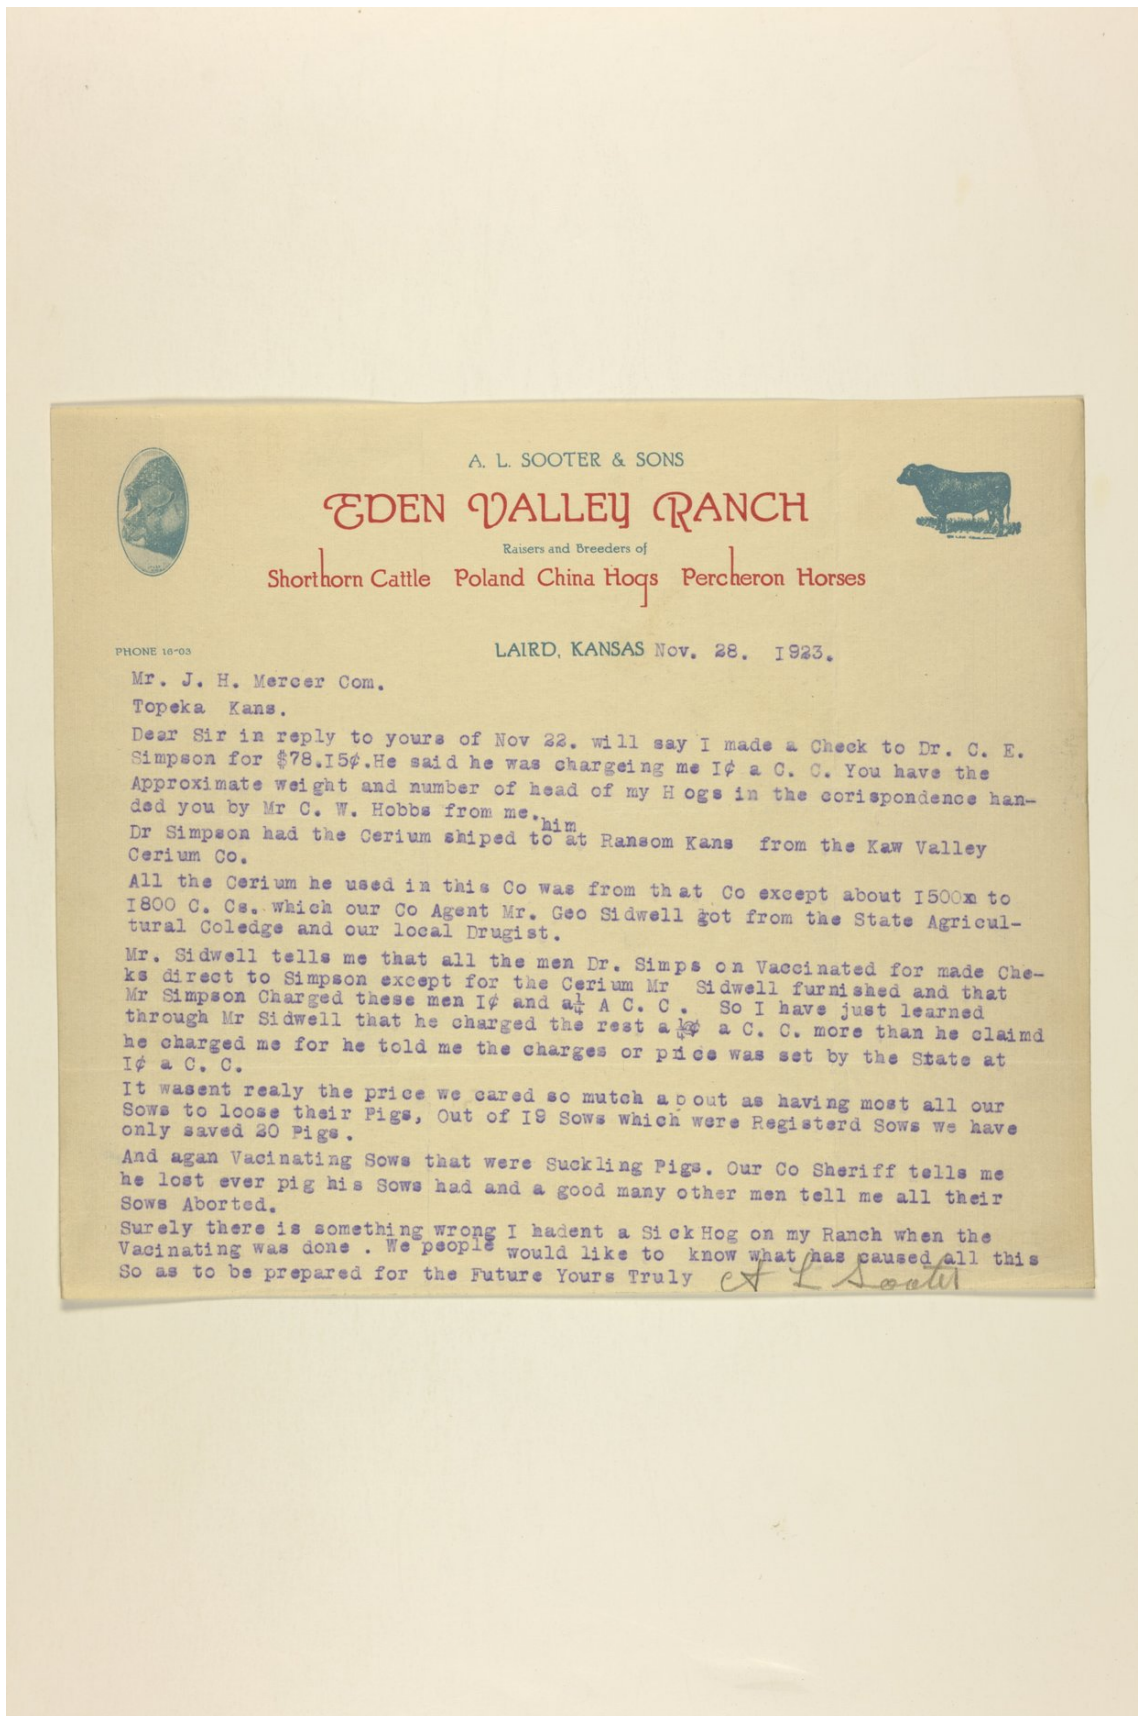 A. L. SOOTER & SONS
EDEN VALLEY RANCH
Raisers and Breeders of
Shorthorn Cattle Poland China Hogs Percheron Horses
PHONE 16-03
LAIRD, KANSAS Nov. 28. I923.
Mr. J. H. Mercer Com.
Topeka Kans.
Dear Sir in reply to yours of Nov 22. will say I made a Check to Dr. C. E.
Simpson for $78.I5¢.He said he was chargeing me I¢ a C. C. You have the
Approximate weight and number of head of my H ogs in the corispondence han-
ded you by Mr C. W. Hobbs from me.
Dr Simpson had the Cerium shiped to him at Ransom Kans from the Kaw Valley
Cerium Co.
All the Cerium he used in this Co was from that Co except about I500x to
I800 C. Cs. which our Co Agent Mr. Geo Sidwell got from the State Agricul-
tural Coledge and our local Drugist.
Mr. Sidwell tells me that all the men Dr. Simps on Vaccinated for made Che-
ks direct to Simpson except for the Cerium Mr Sidwell furnished and that
Mr Simpson Charged these men I¢ and a¼ A C. C . So I have just learned
through Mr Sidwell that he charged the rest a ¼¢ a C. C. more than he claimd
he charged me for he told me the charges or price was set by the State at
I¢ a C. C.
It wasent realy the price we cared so mutch about as having most all our
Sows to loose their Pigs, Out of I9 Sows which were Registerd Sows we have
only saved 20 Pigs.
And agan Vacinating Sows that were Suckling Pigs. Our Co Sheriff tells me
he lost ever pig his Sows had and a good many other men tell me all their
Sows Aborted.
Surely there is something wrong I hadent a Sick Hog on my Ranch when the
Vacinating was done . We people would like to know what has caused all this
So as to be prepared for the Future Yours Truly A L Sooter